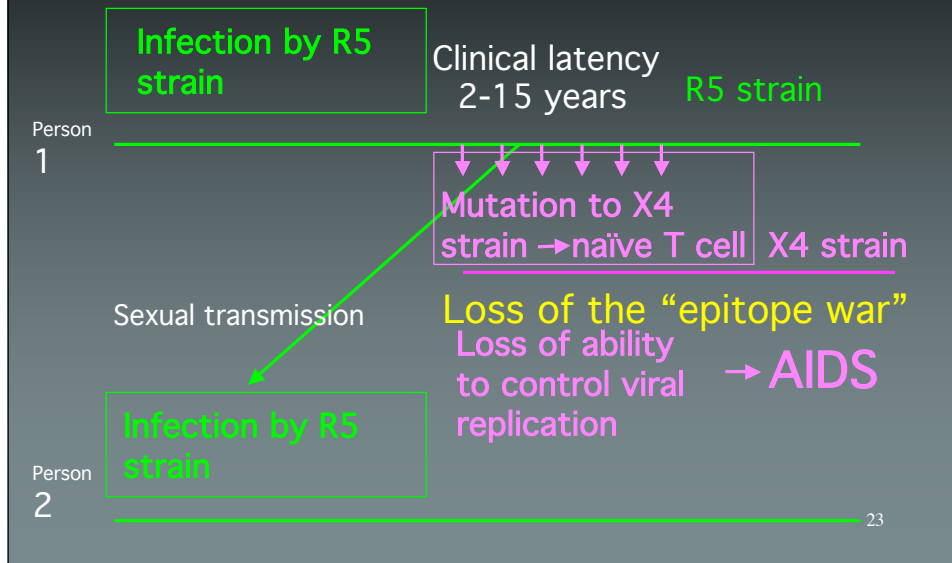 Infection by R5
strain
Clinical latency
2-15 years
R5 strain
Person
1
Mutation to X4
strain →naïve T cell
X4 strain
Sexual transmission
Loss of the “epitope war”
Loss of ability
to control viral
replication
→ AIDS
Infection by R5
strain
Person
2
23